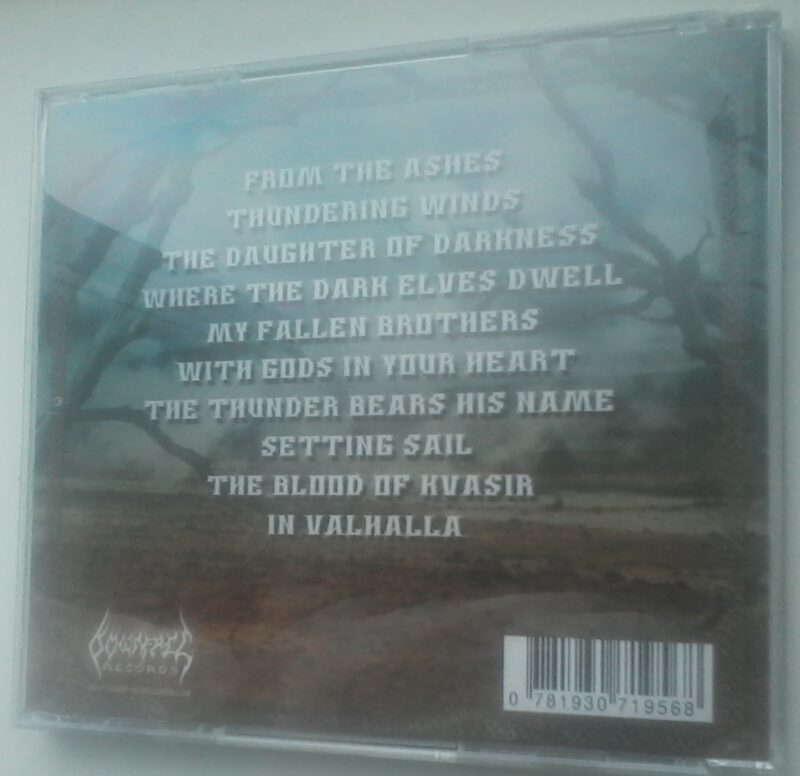 FROM THE ASHES
THUNDERING WINDS
THE DAUGHTER OF DARKNESS
WHERE THE DARK ELVES DWELL
MY FALLEN BROTHERS
WITH GODS IN YOUR HEART
THE THUNDER BEARS HIS NAME
SETTING SAIL
THE BLOOD OF KVASIR
IN VALHALLA
DOWNFALL
RECORDS
0 781930 719568